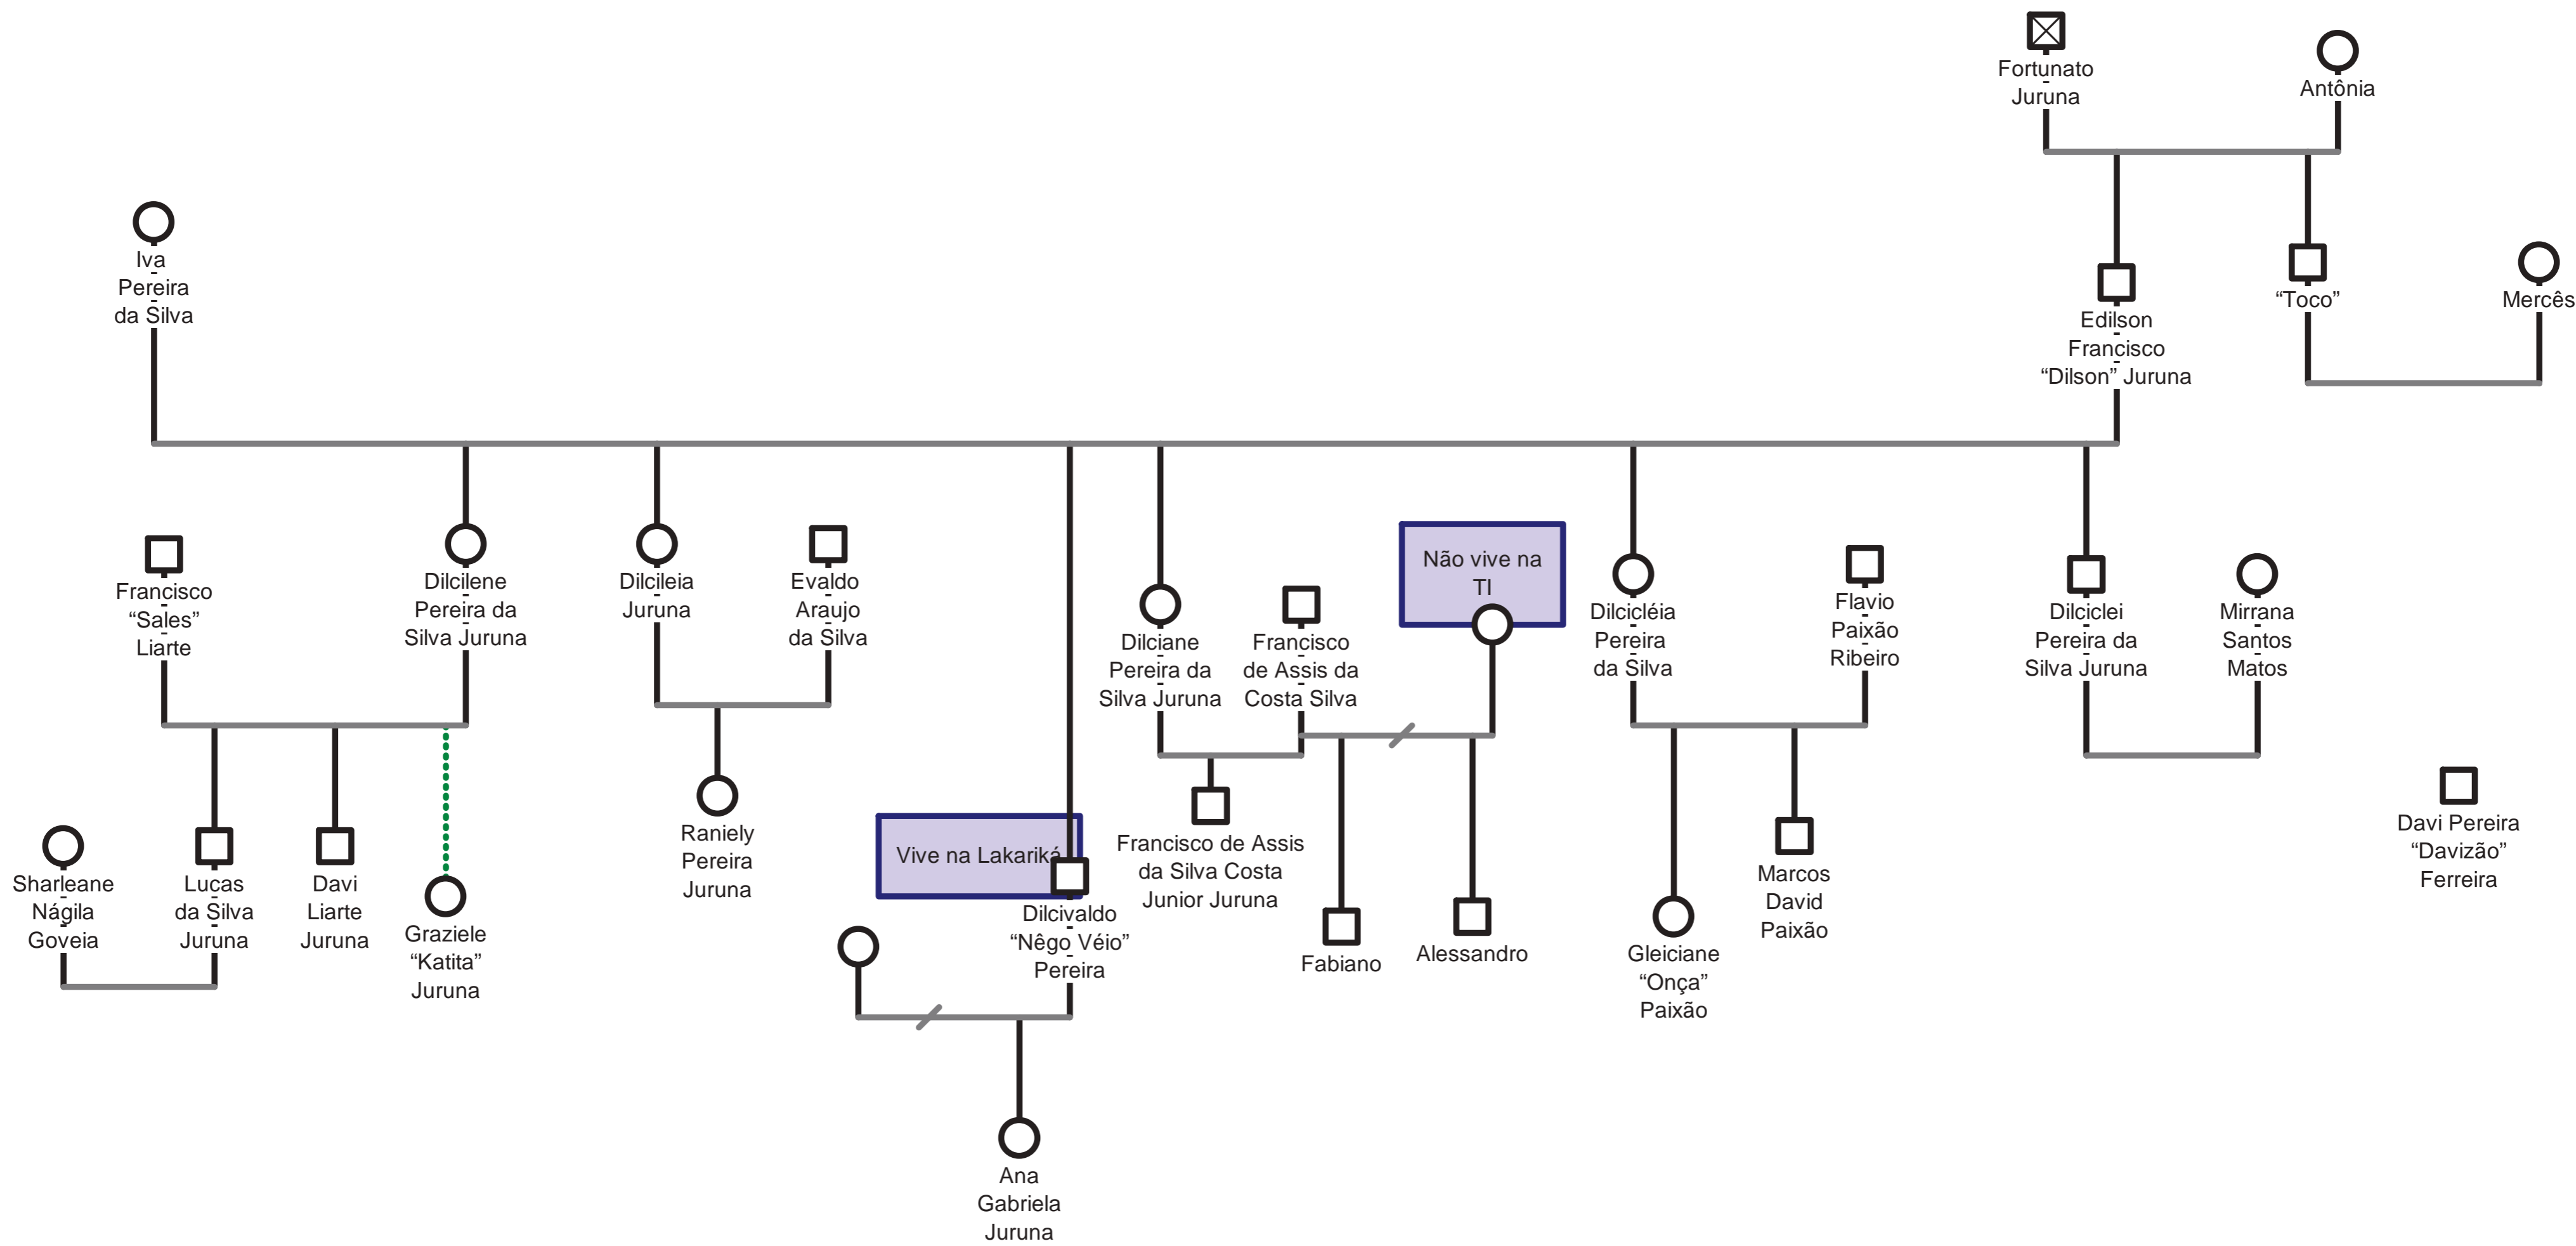 Fortunato
Juruna
Antônia
Iva
Pereira
da Silva
Edilson
Francisco
“Dilson” Juruna
“Toco”
Mercês
Francisco
“Sales”
Liarte
Dilcilene
Pereira da
Silva Juruna
Dilcileia
Juruna
Evaldo
Araujo
da Silva
Dilciane
Pereira da
Silva Juruna
Francisco
de Assis da
Costa Silva
Não vive na
TI
Dilcicléia
Pereira
da Silva
Flavio
Paixão
Ribeiro
Dilciclei
Pereira da
Silva Juruna
Mirrana
Santos
Matos
Sharleane
Nágila
Goveia
Lucas
da Silva
Juruna
Davi
Liarte
Juruna
Graziele
“Katita”
Juruna
Raniely
Pereira
Juruna
Vive na Lakariká
Dilcivaldo
“Nêgo Véio”
Pereira
Francisco de Assis
da Silva Costa
Junior Juruna
Fabiano
Alessandro
Gleiciane
“Onça”
Paixão
Marcos
David
Paixão
Davi Pereira
“Davizão”
Ferreira
Ana
Gabriela
Juruna